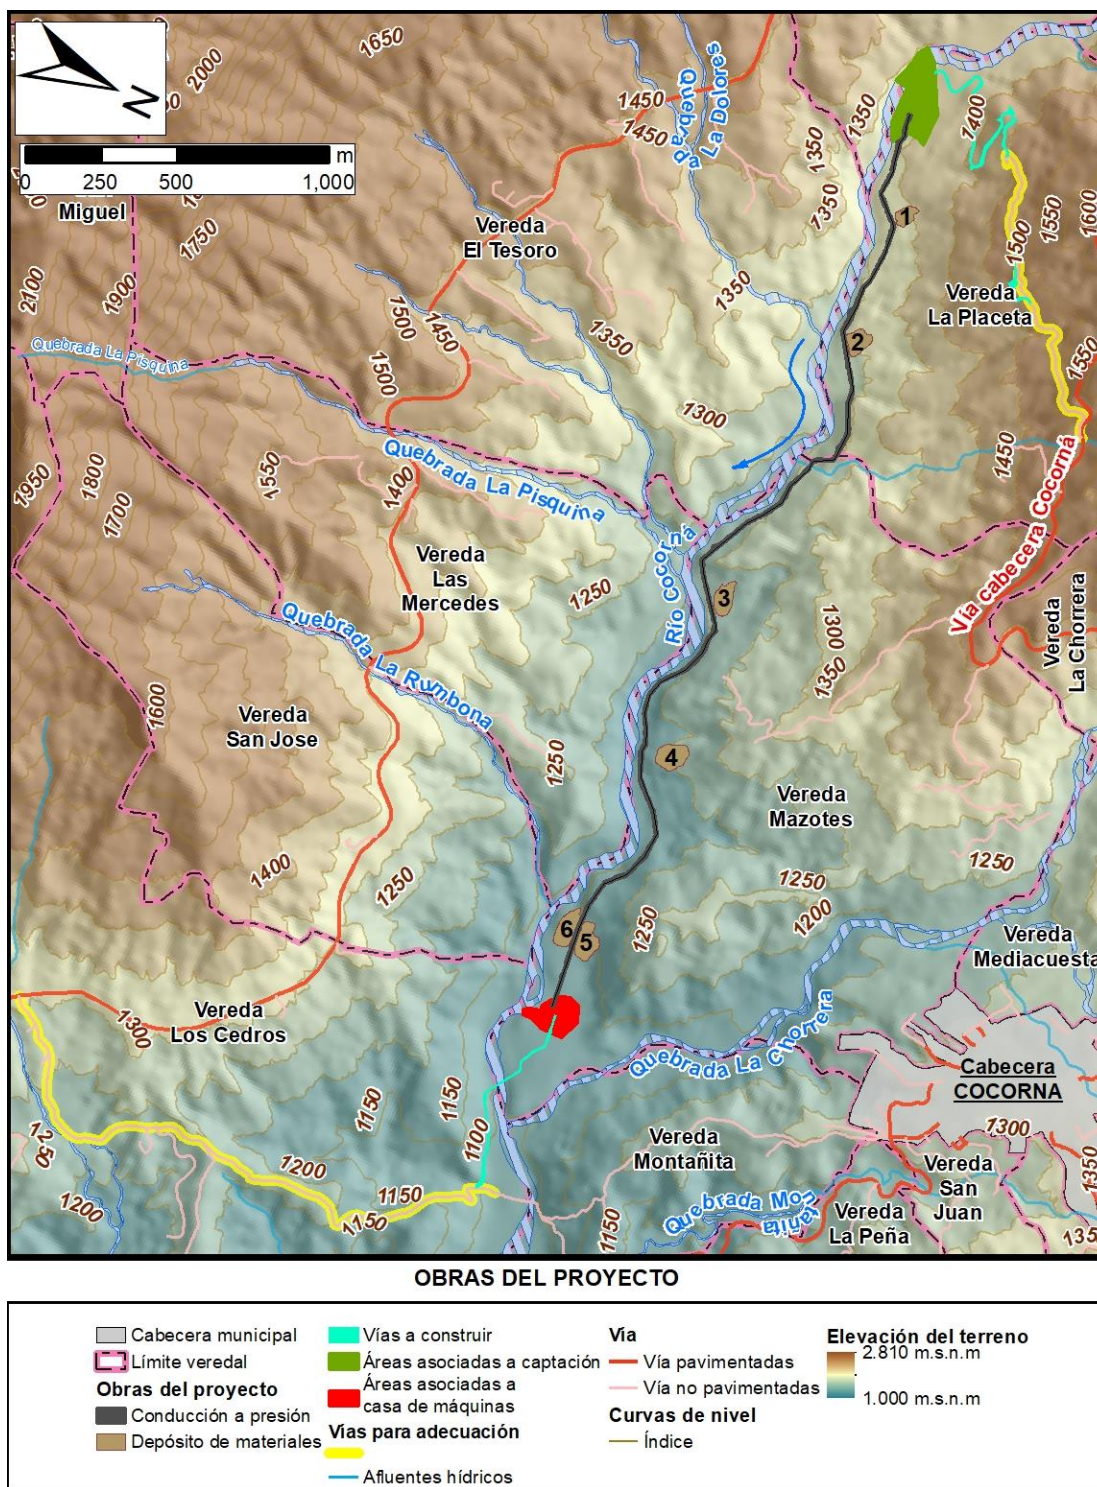 N
m
0 250 500 1,000
Miguel
2000
1650
1450
1450
Quebrada
La Dolores
1350
1350
7350
1400
1
1550
1600
1500
Vereda
El Tesoro
1750
1900
2100
1500
1450
1350
1350
Vereda
La Placeta
2
1550
Quebrada La Pisquina
1500
1300
1450
1950
1800
1700
1550
1400
Quebrada La Pisquina
Vía cabecera Cocorná
Vereda
Las
Mercedes
1250
Río Cocorná
3
1300
1350
Vereda
La Chorrera
Quebrada La Rumbona
1600
Vereda
San Jose
1250
4
Vereda
Mazotes
1400
1250
1250
1250
1200
6
5
1250
Vereda
Mediacuesta
Vereda
Los Cedros
1300
Quebrada La Chorrera
Cabecera
COCORNA
1300
1150
1150
1100
1250
1200
1200
1150
1150
Vereda
Montañita
1150
Quebrada Montañita
Vereda
La Peña
Vereda
San
Juan
1350
135
OBRAS DEL PROYECTO
Cabecera municipal
Límite veredal
Obras del proyecto
Conducción a presión
Depósito de materiales
Vías a construir
Áreas asociadas a captación
Áreas asociadas a
casa de máquinas
Vías para adecuación
Afluentes hídricos
Vía
Vía pavimentadas
Vía no pavimentadas
Curvas de nivel
Índice
Elevación del terreno
2.810 m.s.n.m
1.000 m.s.n.m